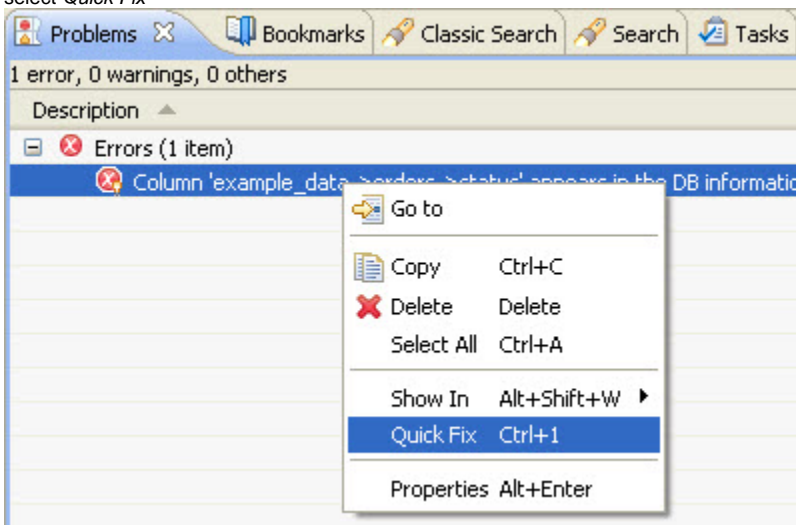 select Quick Fix
Problems Bookmarks Classic Search Search Tasks
1 error, 0 warnings, 0 others
Description
Errors (1 item)
Column 'example_data->orders->status' appears in the DB informatio
Go to
Copy Ctrl+C
Delete Delete
Select All Ctrl+A
Show In Alt+Shift+W
Quick Fix Ctrl+1
Properties Alt+Enter